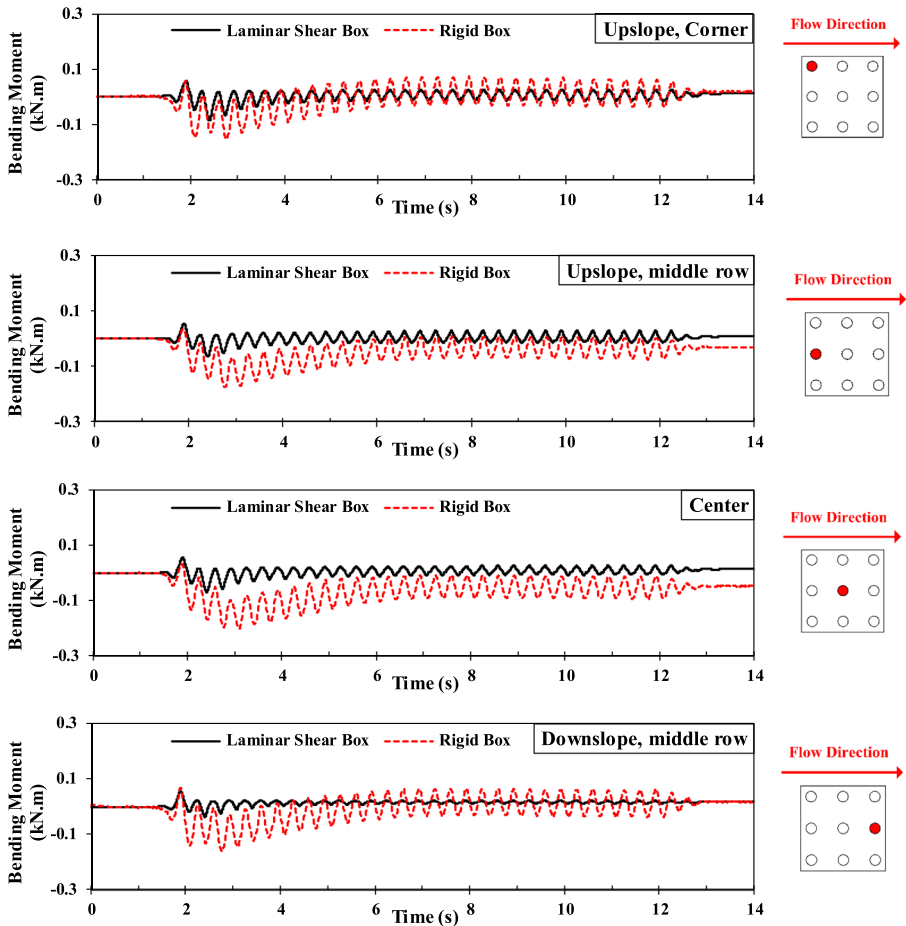 0.3
Laminar Shear Box
Rigid Box
Upslope, Corner
Flow Direction
0.1
-0.1
-0.3
Bending Moment
(kN.m)
0 2 4 6 8 10 12 14
Time (s)
0.3
Laminar Shear Box
Rigid Box
Upslope, middle row
Flow Direction
0.1
-0.1
-0.3
Bending Moment
(kN.m)
0 2 4 6 8 10 12 14
Time (s)
0.3
Laminar Shear Box
Rigid Box
Center
Flow Direction
0.1
-0.1
-0.3
Bending Moment
(kN.m)
0 2 4 6 8 10 12 14
Time (s)
0.3
Laminar Shear Box
Rigid Box
Downslope, middle row
Flow Direction
0.1
-0.1
-0.3
Bending Moment
(kN.m)
0 2 4 6 8 10 12 14
Time (s)